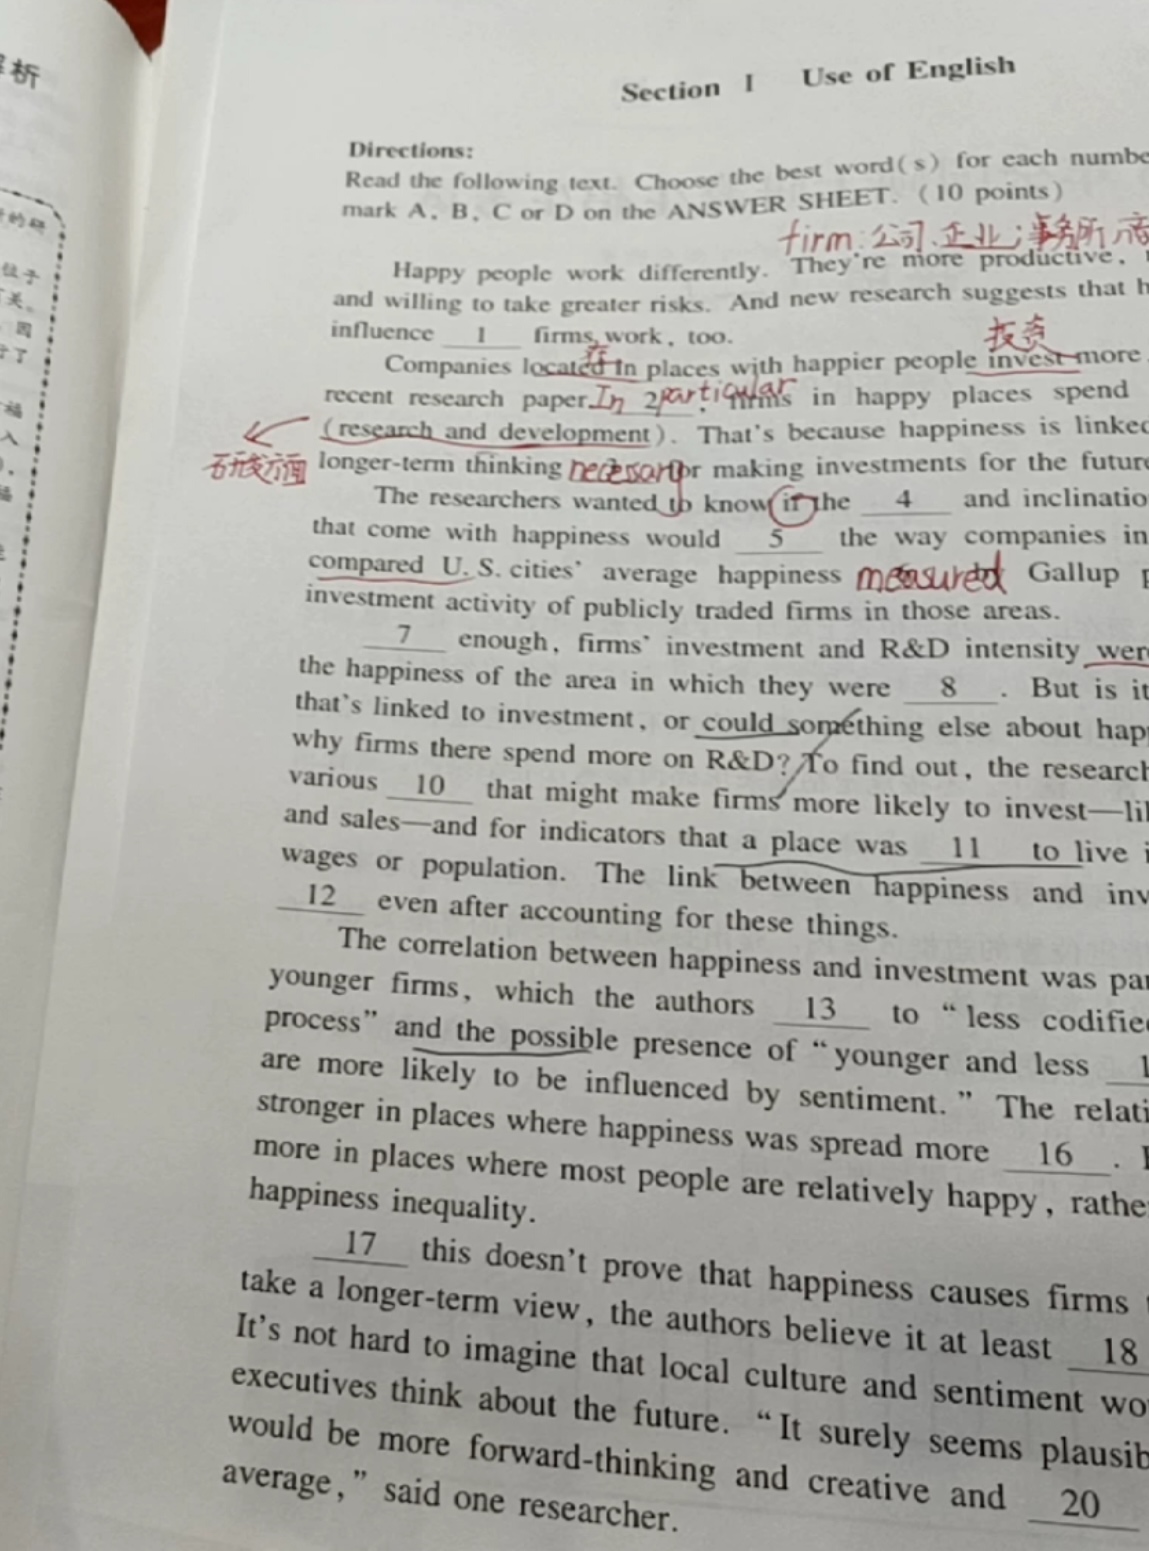 析
Section I Use of English
Directions:
Read the following text. Choose the best word(s) for each
mark A, B, C or D on the ANSWER SHEET. (10 points)
firm:公司、企业;事务所
Happy people work differently. They're more productive,
and willing to take greater risks. And new research suggests that
influence 1 firms work, too.
投资
在
Companies located in places with happier people invest more
recent research paper. In 2 particular, firms in happy places spend
(research and development). That's because happiness is linked
研发方面
longer-term thinking necessary for making investments for the future
The researchers wanted to know if the 4 and
that come with happiness would 5 the way companies
compared U.S. cities' average happiness measured Gallup
investment activity of publicly traded firms in those areas.
7 enough, firms' investment and R&D intensity
the happiness of the area in which they were 8 . But is it
that's linked to investment, or could something else about
why firms there spend more on R&D? To find out, the
various 10 that might make firms more likely to invest—
and sales—and for indicators that a place was 11 to live
wages or population. The link between happiness and
12 even after accounting for these things.
The correlation between happiness and investment was
younger firms, which the authors 13 to “less
process” and the possible presence of “younger and less
are more likely to be influenced by sentiment.” The
stronger in places where happiness was spread more 16 .
more in places where most people are relatively happy,
happiness inequality.
17 this doesn't prove that happiness causes firms
take a longer-term view, the authors believe it at least 18
It's not hard to imagine that local culture and sentiment
executives think about the future. “It surely seems
would be more forward-thinking and creative and 20
average,” said one researcher.